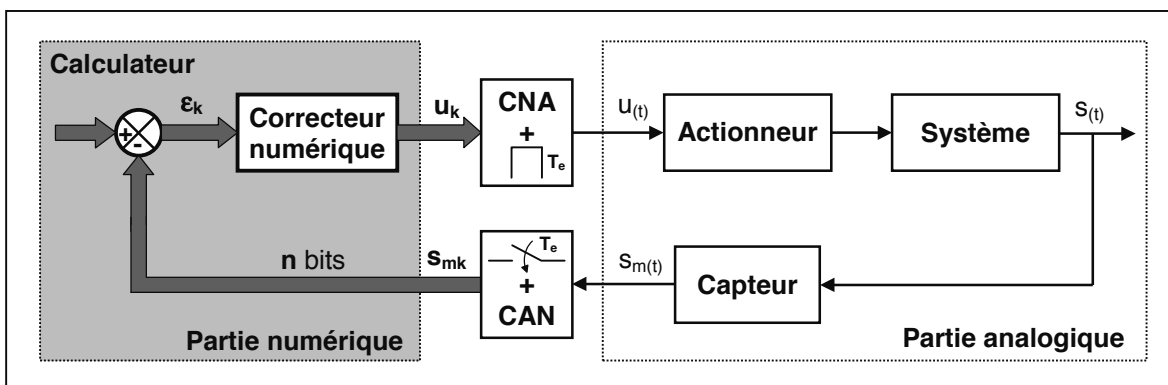 Calculateur
εk
+
-
Correcteur
numérique
uk
CNA
+
Te
u(t)
Actionneur
Système
s(t)
n bits
smk
Te
+
CAN
sm(t)
Capteur
Partie numérique
Partie analogique